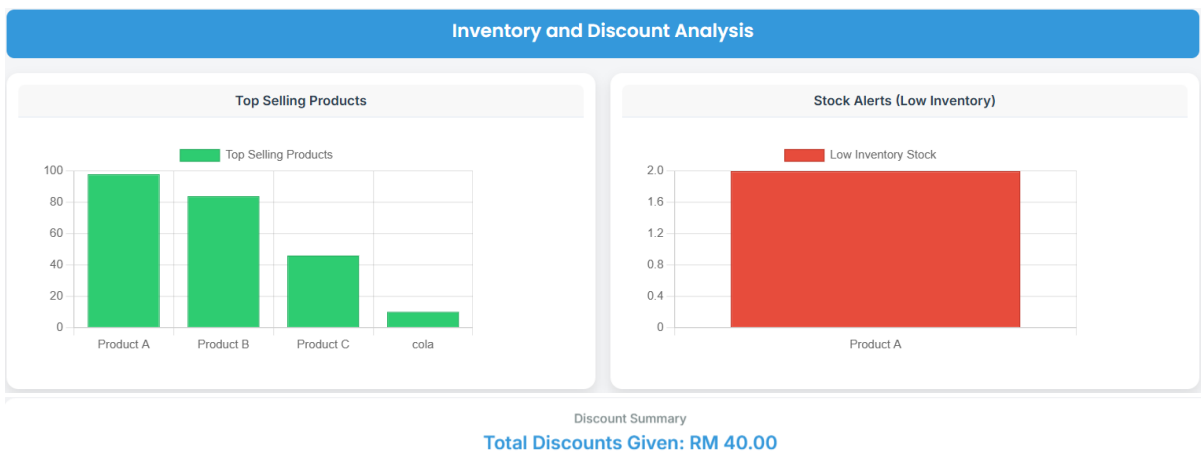 Inventory and Discount Analysis
Top Selling Products
Top Selling Products
100
80
60
40
20
0
Product A Product B Product C cola
Stock Alerts (Low Inventory)
Low Inventory Stock
2.0
1.6
1.2
0.8
0.4
0
Product A
Discount Summary
Total Discounts Given: RM 40.00